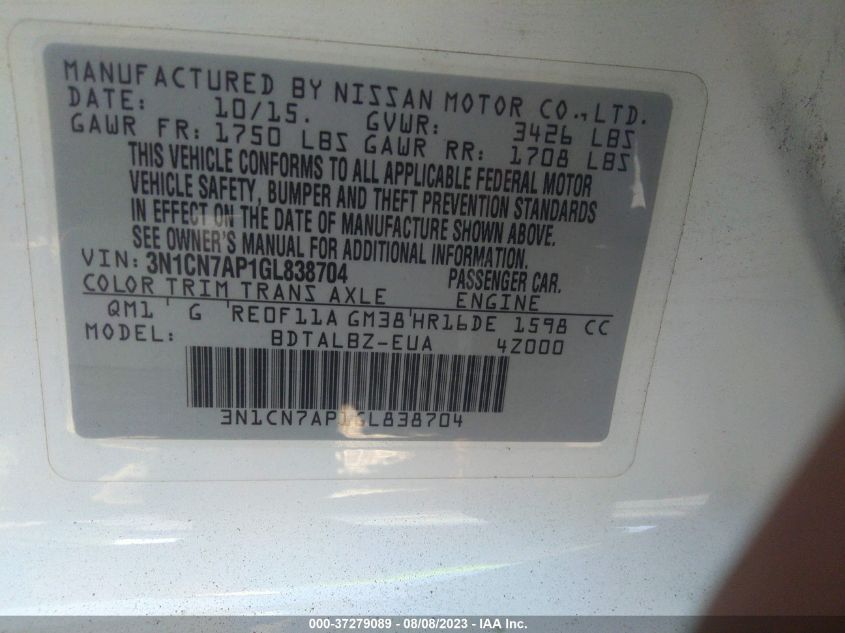 MANUFACTURED BY NISSAN MOTOR CO., LTD.
DATE: 10/15. GVWR: 3426 LBS
GAWR FR: 1750 LBS GAWR RR: 1708 LBS
THIS VEHICLE CONFORMS TO ALL APPLICABLE FEDERAL MOTOR
VEHICLE SAFETY, BUMPER AND THEFT PREVENTION STANDARDS
IN EFFECT ON THE DATE OF MANUFACTURE SHOWN ABOVE.
SEE OWNER'S MANUAL FOR ADDITIONAL INFORMATION.
VIN: 3N1CN7AP1GL838704 PASSENGER CAR.
COLOR TRIM TRANS AXLE ENGINE
QM1 ' G 'RE0F11A GM38'HR16DE 1598 CC
MODEL: BDTALBZ-EUA 4Z000
3N1CN7AP1GL838704
000-37279089 - 08/08/2023 - IAA Inc.